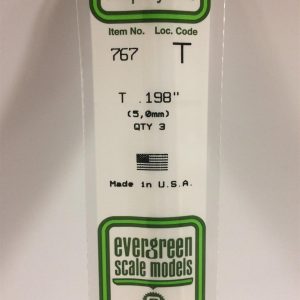 Item No. Loc. Code
767 T
T .198"
(5,0mm)
QTY 3
Made in U.S.A.
evergreen
scale models